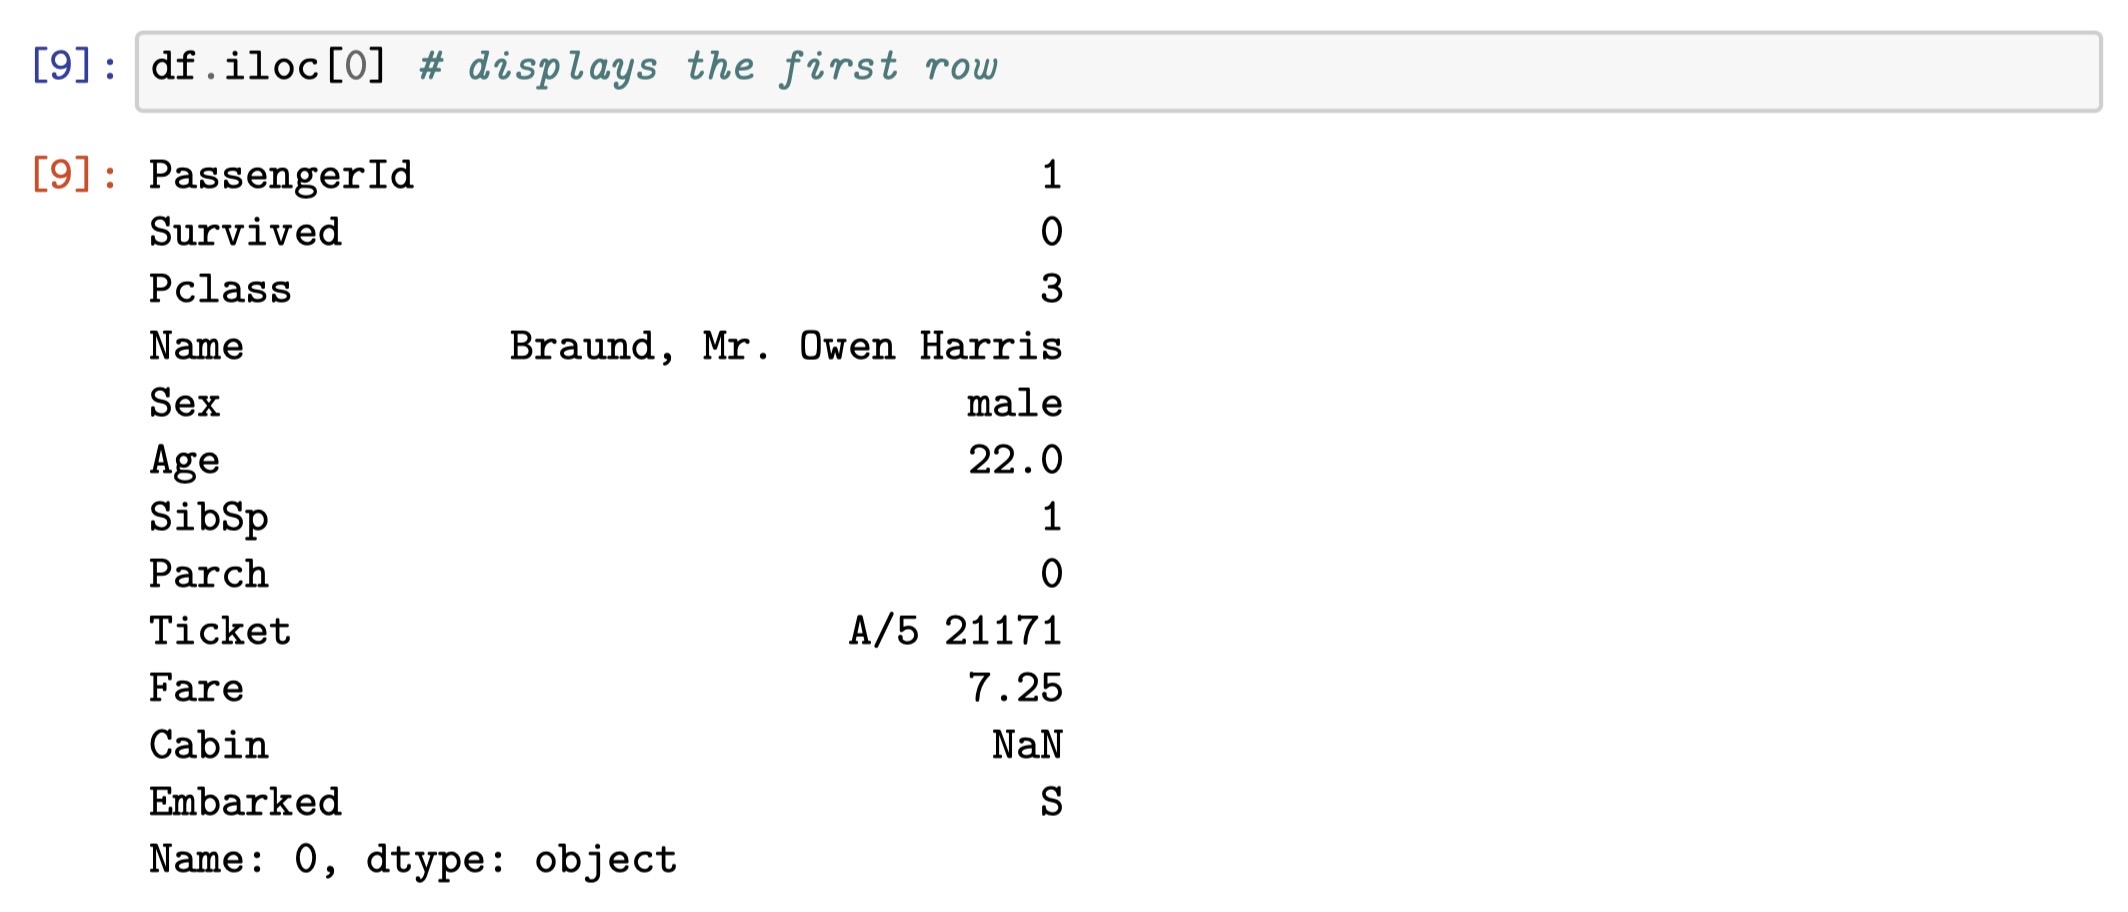 [9]: df.iloc[0] # displays the first row
[9]: PassengerId 1
Survived 0
Pclass 3
Name Braund, Mr. Owen Harris
Sex male
Age 22.0
SibSp 1
Parch 0
Ticket A/5 21171
Fare 7.25
Cabin NaN
Embarked S
Name: 0, dtype: object